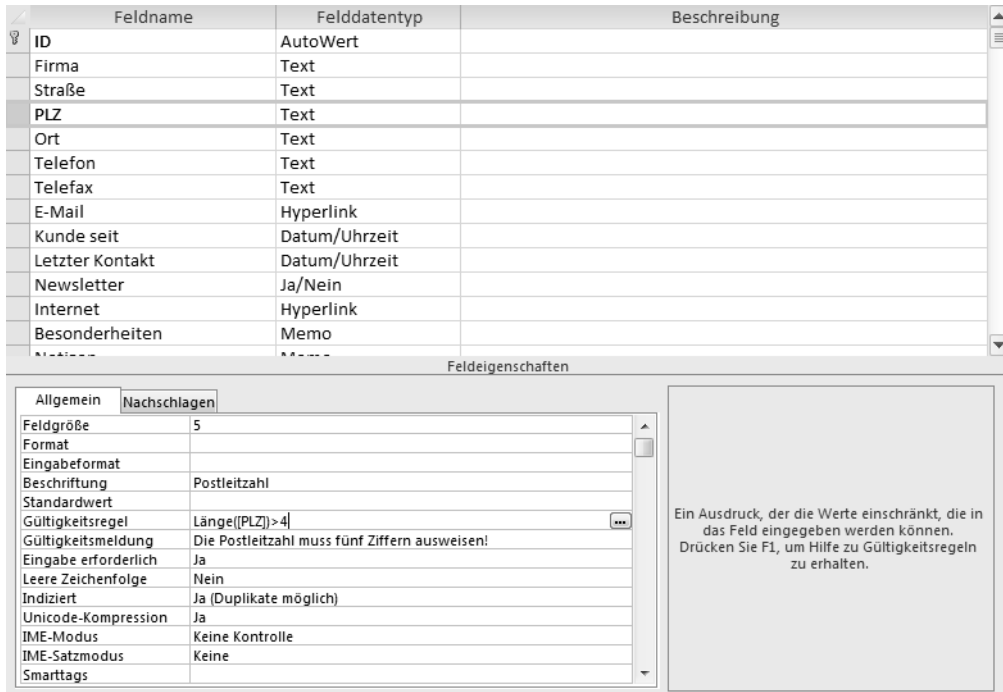 Feldname Felddatentyp Beschreibung
ID AutoWert
Firma Text
Straße Text
PLZ Text
Ort Text
Telefon Text
Telefax Text
E-Mail Hyperlink
Kunde seit Datum/Uhrzeit
Letzter Kontakt Datum/Uhrzeit
Newsletter Ja/Nein
Internet Hyperlink
Besonderheiten Memo
Feldeigenschaften
Allgemein Nachschlagen
Feldgröße 5
Format
Eingabeformat
Beschriftung Postleitzahl
Standardwert
Gültigkeitsregel Länge([PLZ])>4
Gültigkeitsmeldung Die Postleitzahl muss fünf Ziffern ausweisen!
Eingabe erforderlich Ja
Leere Zeichenfolge Nein
Indiziert Ja (Duplikate möglich)
Unicode-Kompression Ja
IME-Modus Keine Kontrolle
IME-Satzmodus Keine
Smarttags
Ein Ausdruck, der die Werte einschränkt, die in
das Feld eingegeben werden können.
Drücken Sie F1, um Hilfe zu Gültigkeitsregeln
zu erhalten.